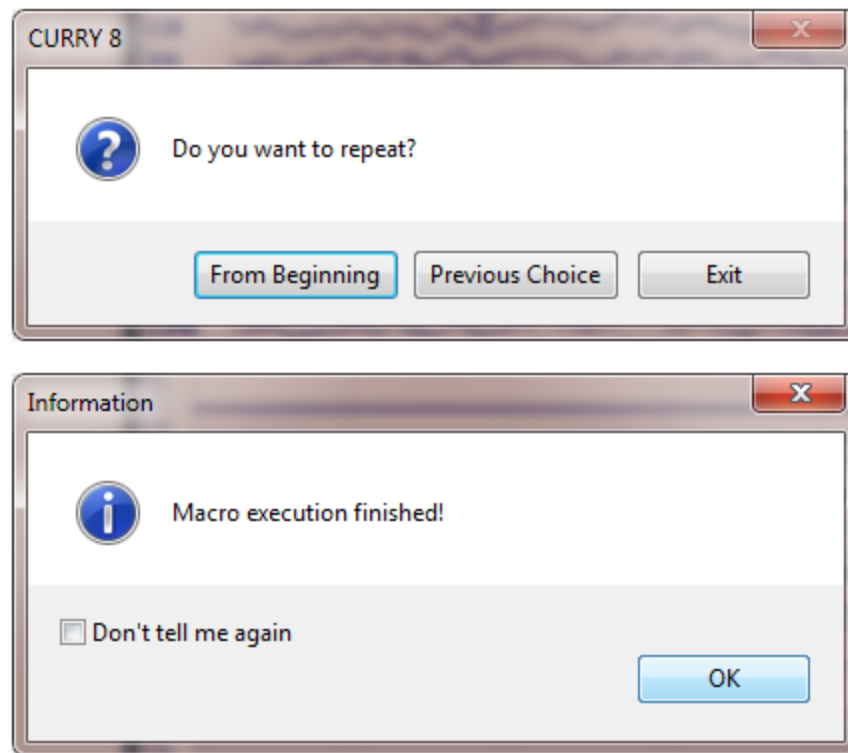 CURRY 8
Do you want to repeat?
From Beginning Previous Choice Exit
Information
Macro execution finished!
Don't tell me again
OK